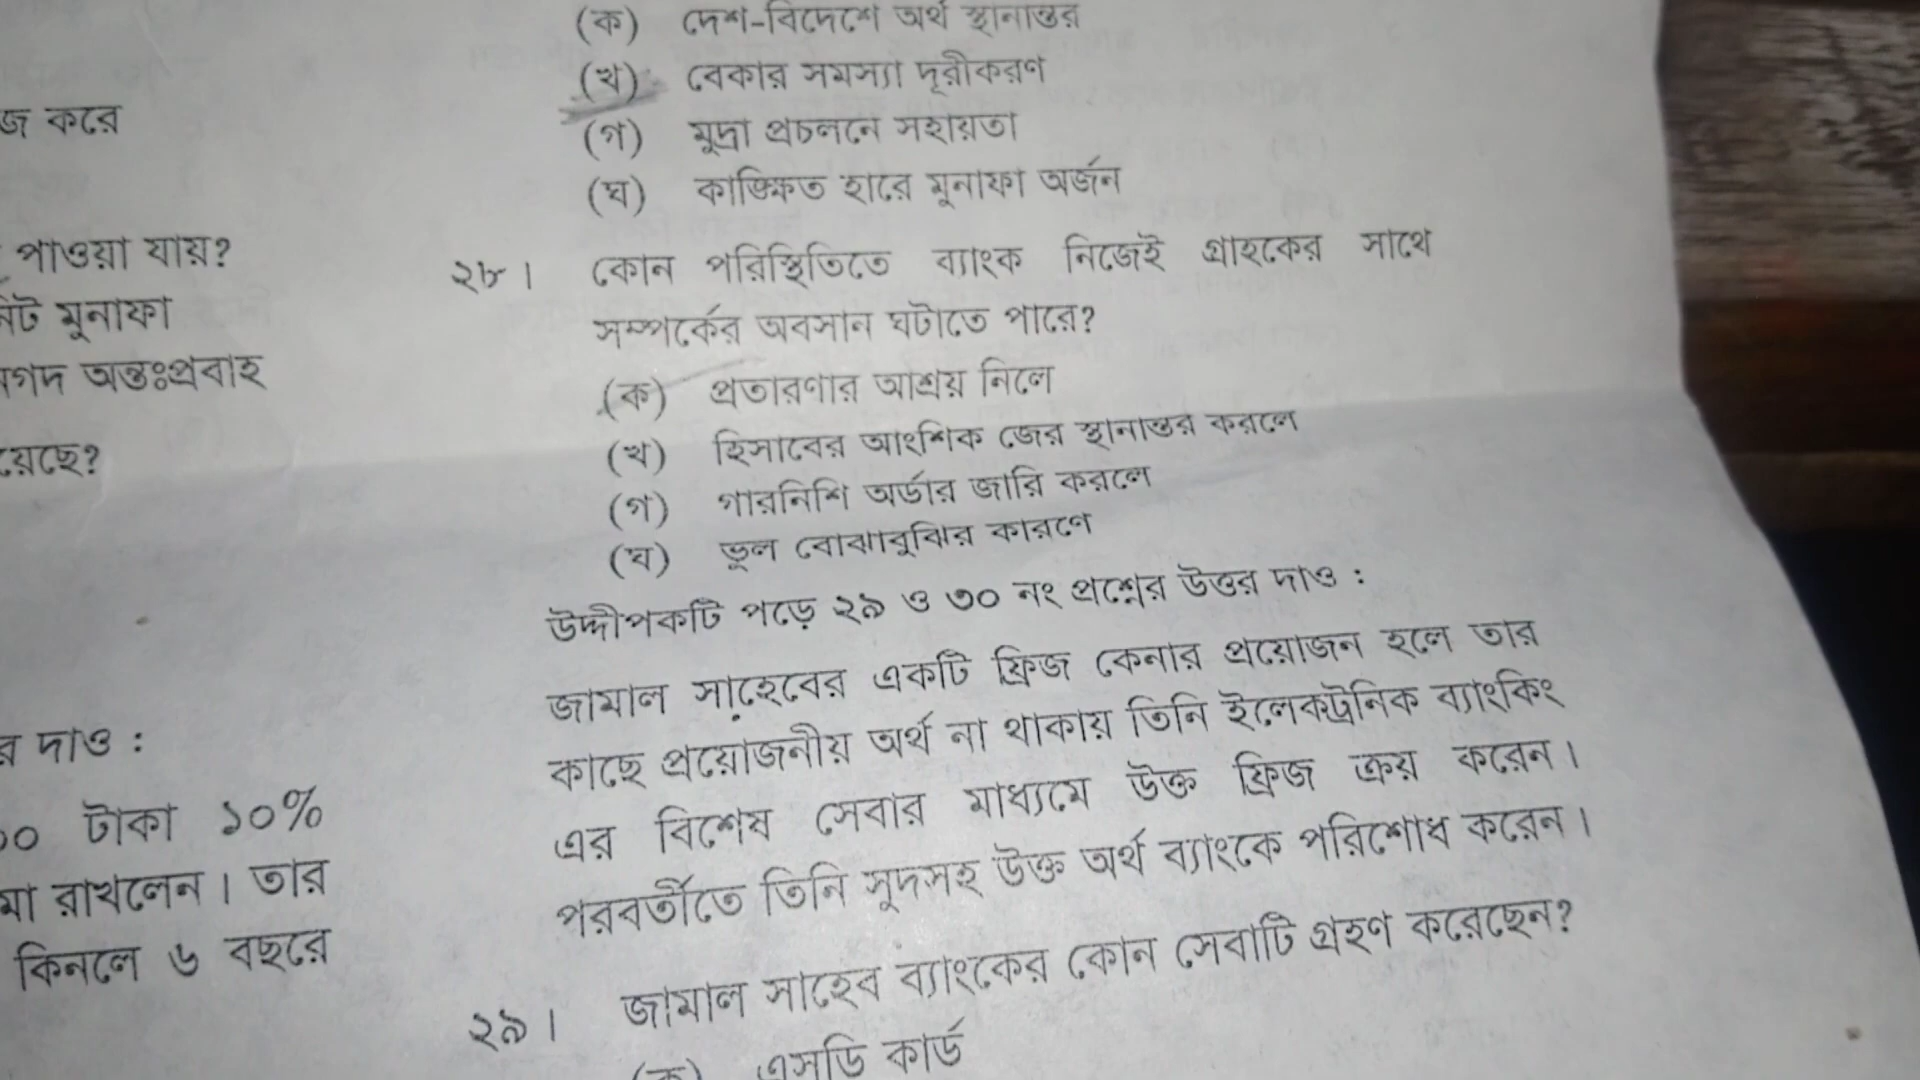 জ করে
পাওয়া যায়?
মুনাফা
অন্তঃপ্রবাহ
য়েছে?
র দাও :
টাকা ১০%
মা রাখলেন। তার
কিনলে ৬ বছরে
(ক) দেশ-বিদেশে অর্থ স্থানান্তর
(খ) বেকার সমস্যা দূরীকরণ
(গ) মুদ্রা প্রচলনে সহায়তা
(ঘ) কাঙ্ক্ষিত হারে মুনাফা অর্জন
২৮। কোন পরিস্থিতিতে ব্যাংক নিজেই গ্রাহকের সাথে
সম্পর্কের অবসান ঘটাতে পারে?
(ক) প্রতারণার আশ্রয় নিলে
(খ) হিসাবের আংশিক জের স্থানান্তর করলে
(গ) গারনিশি অর্ডার জারি করলে
(ঘ) ভুল বোঝাবুঝির কারণে
উদ্দীপকটি পড়ে ২৯ ও ৩০ নং প্রশ্নের উত্তর দাও :
জামাল সাহেবের একটি ফ্রিজ কেনার প্রয়োজন হলে তার
কাছে প্রয়োজনীয় অর্থ না থাকায় তিনি ইলেকট্রনিক ব্যাংকিং
এর বিশেষ সেবার মাধ্যমে উক্ত ফ্রিজ ক্রয় করেন।
পরবর্তীতে তিনি সুদসহ উক্ত অর্থ ব্যাংকে পরিশোধ করেন।
২৯। জামাল সাহেব ব্যাংকের কোন সেবাটি গ্রহণ করেছেন?
(ক) এসডি কার্ড